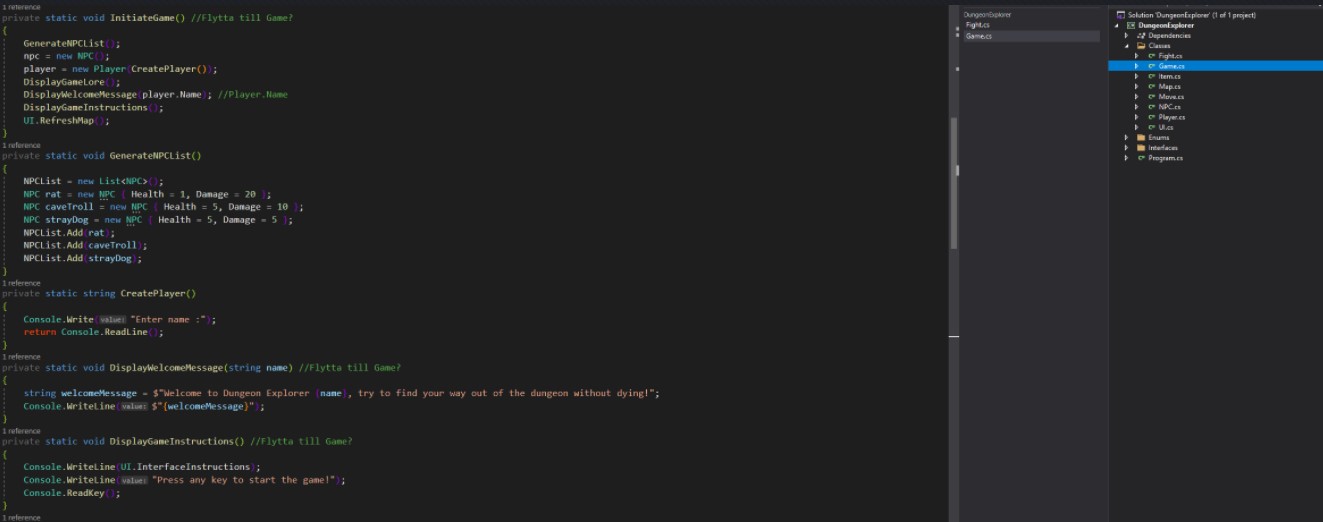 1 reference
private static void InitiateGame() //Flytta till Game?
{
GenerateNPCList();
npc = new NPC();
player = new Player(CreatePlayer());
DisplayGameLore();
DisplayWelcomeMessage(player.Name); //Player.Name
DisplayGameInstructions();
UI.RefreshMap();
}
1 reference
private static void GenerateNPCList()
{
NPCList = new List<NPC>();
NPC rat = new NPC { Health = 1, Damage = 20 };
NPC caveTroll = new NPC { Health = 5, Damage = 10 };
NPC strayDog = new NPC { Health = 5, Damage = 5 };
NPCList.Add(rat);
NPCList.Add(caveTroll);
NPCList.Add(strayDog);
}
1 reference
private static string CreatePlayer()
{
Console.Write(value: "Enter name :");
return Console.ReadLine();
}
1 reference
private static void DisplayWelcomeMessage(string name) //Flytta till Game?
{
string welcomeMessage = $"Welcome to Dungeon Explorer {name}, try to find your way out of the dungeon without dying!";
Console.WriteLine(value: $"{welcomeMessage}");
}
1 reference
private static void DisplayGameInstructions() //Flytta till Game?
{
Console.WriteLine(UI.InterfaceInstructions);
Console.WriteLine(value: "Press any key to start the game!");
Console.ReadKey();
}
1 reference
DungeonExplorer
Fight.cs
Game.cs
Solution 'DungeonExplorer' (1 of 1 project)
DungeonExplorer
Dependencies
Classes
C# Fight.cs
C# Game.cs
C# Item.cs
C# Map.cs
C# Move.cs
C# NPC.cs
C# Player.cs
C# UI.cs
Enums
Interfaces
C# Program.cs